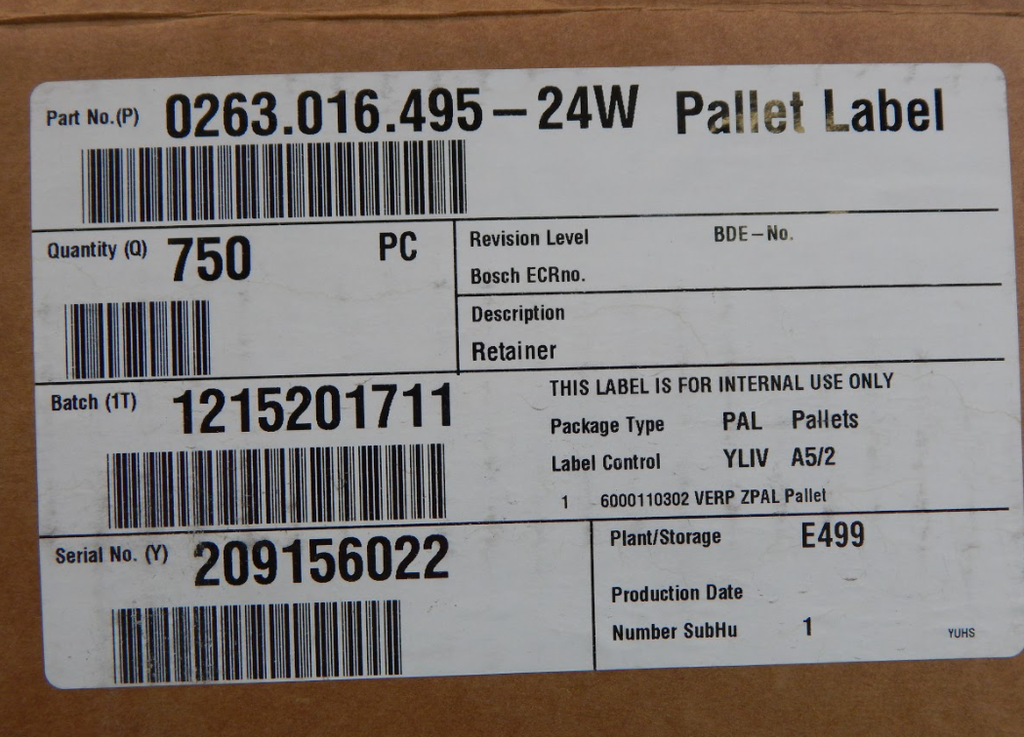 Part No.(P) 0263.016.495-24W Pallet Label
Quantity (Q) 750 PC
Revision Level BDE-No.
Bosch ECRno.
Description
Retainer
Batch (1T) 1215201711
THIS LABEL IS FOR INTERNAL USE ONLY
Package Type PAL Pallets
Label Control YLIV A5/2
1 6000110302 VERP ZPAL Pallet
Serial No. (Y) 209156022
Plant/Storage E499
Production Date
Number SubHu 1 YUHS